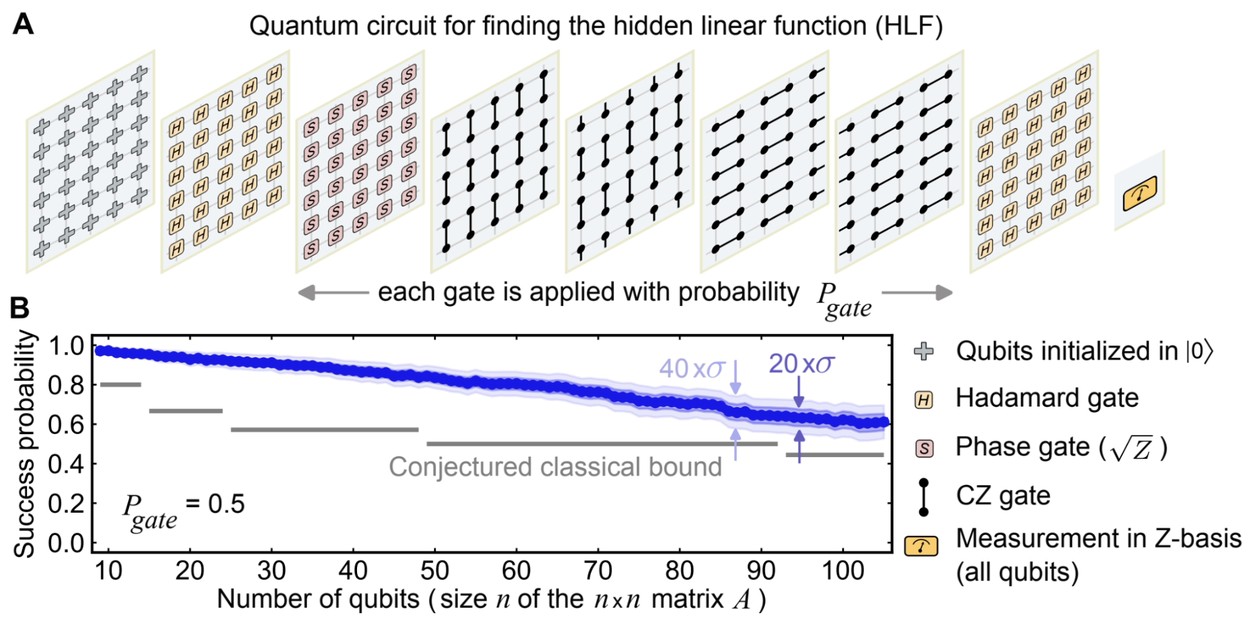 A
Quantum circuit for finding the hidden linear function (HLF)
H
S
H
each gate is applied with probability P_gate
B
Success probability
1.0
0.8
0.6
0.4
0.2
0.0
40 xσ
20 xσ
Conjectured classical bound
P_gate = 0.5
10 20 30 40 50 60 70 80 90 100
Number of qubits ( size n of the n x n matrix A )
Qubits initialized in |0⟩
H Hadamard gate
S Phase gate ( √Z )
CZ gate
Measurement in Z-basis
(all qubits)